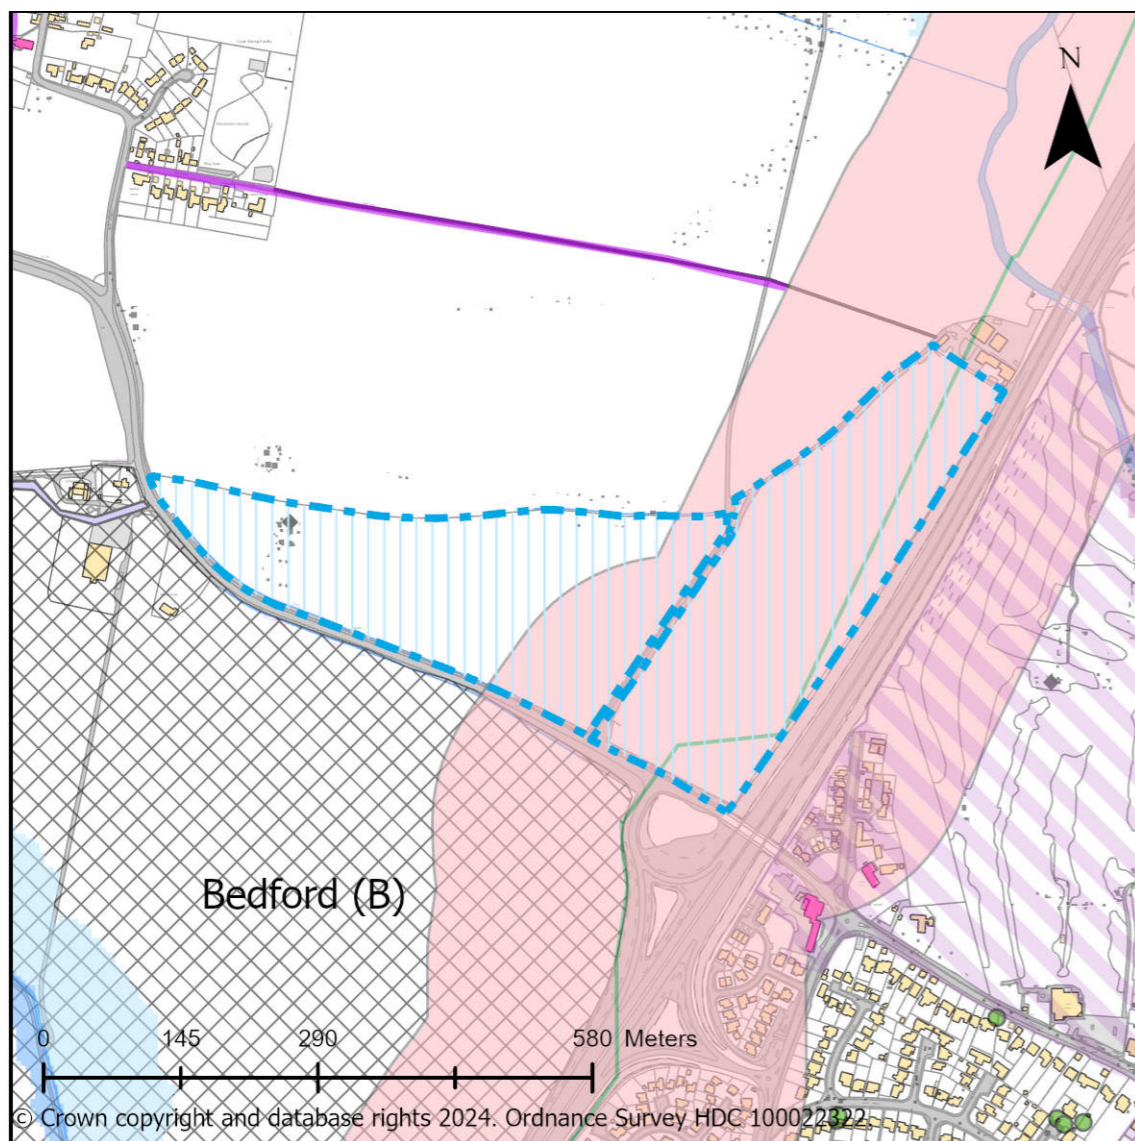 N
Bedford (B)
0 145 290 580 Meters
© Crown copyright and database rights 2024. Ordnance Survey HDC 100022322.